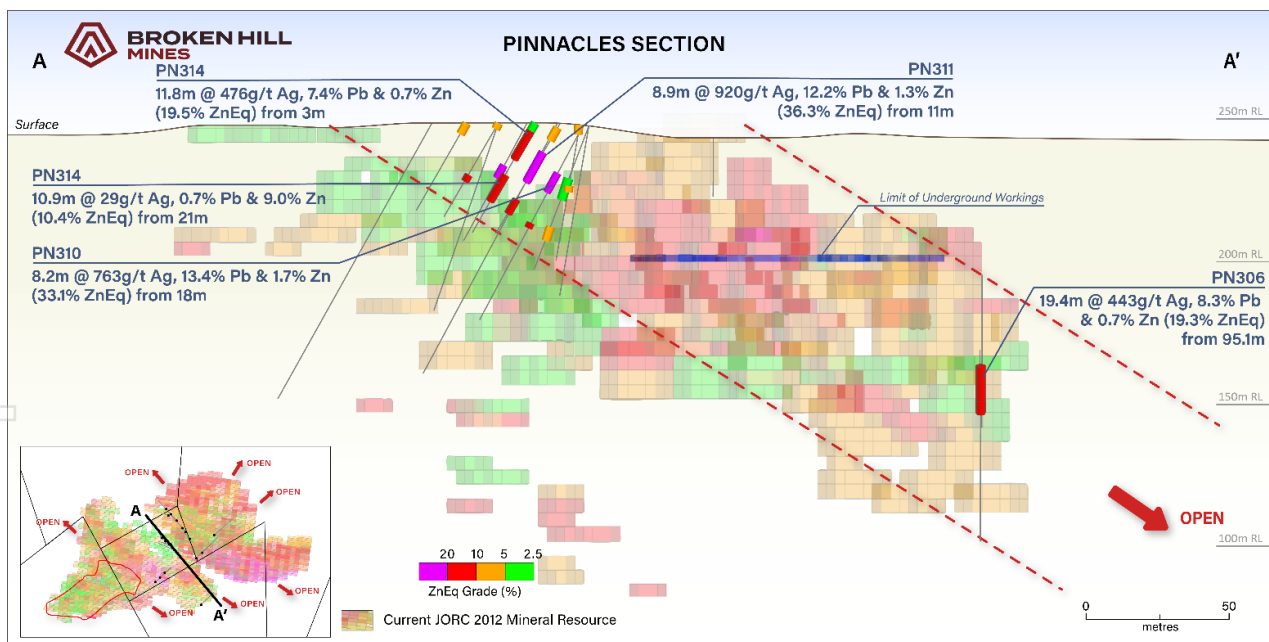 BROKEN HILL
MINES
PINNACLES SECTION
A
A'
PN314
11.8m @ 476g/t Ag, 7.4% Pb & 0.7% Zn
(19.5% ZnEq) from 3m
PN311
8.9m @ 920g/t Ag, 12.2% Pb & 1.3% Zn
(36.3% ZnEq) from 11m
250m RL
Surface
PN314
10.9m @ 29g/t Ag, 0.7% Pb & 9.0% Zn
(10.4% ZnEq) from 21m
Limit of Underground Workings
200m RL
PN310
8.2m @ 763g/t Ag, 13.4% Pb & 1.7% Zn
(33.1% ZnEq) from 18m
PN306
19.4m @ 443g/t Ag, 8.3% Pb
& 0.7% Zn (19.3% ZnEq)
from 95.1m
150m RL
OPEN
100m RL
OPEN
OPEN
OPEN
OPEN
A
OPEN
OPEN
OPEN
A'
20 10 5 2.5
ZnEq Grade (%)
Current JORC 2012 Mineral Resource
0 50
metres